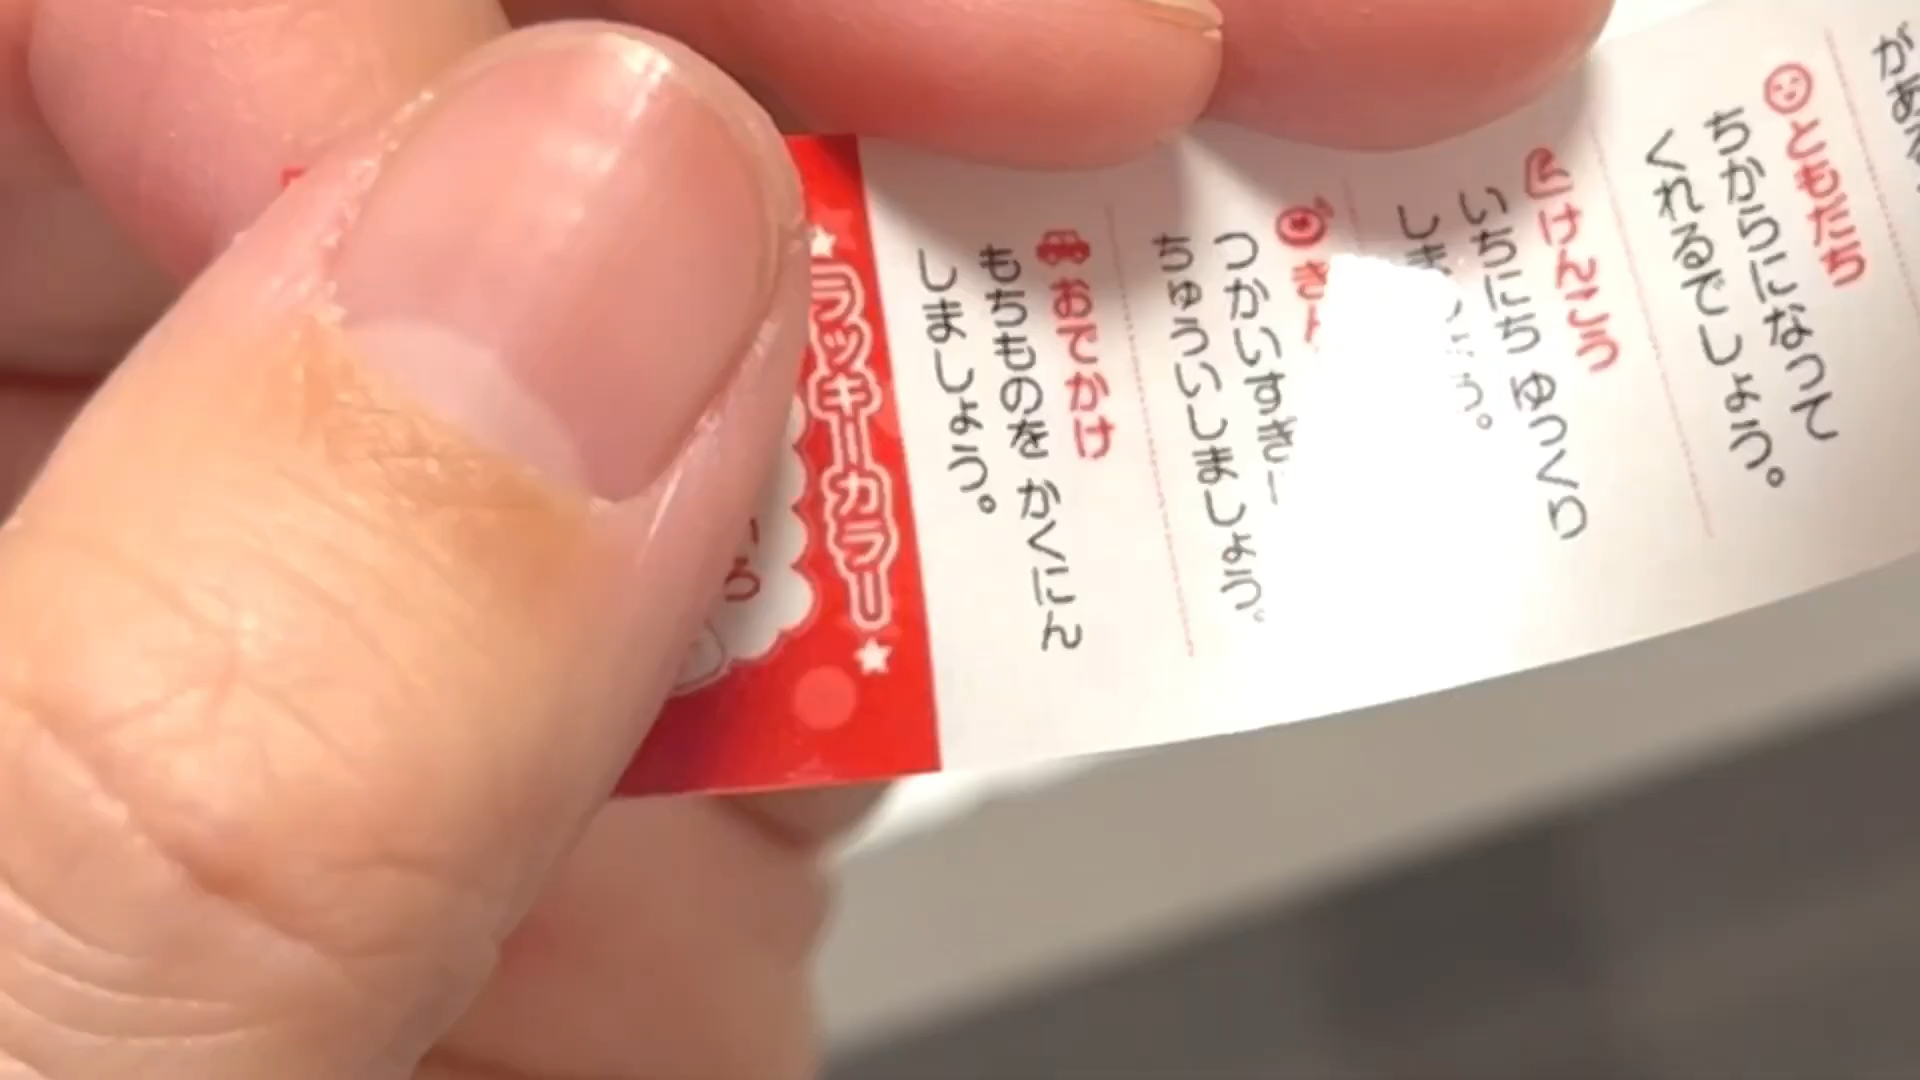 があ
ともだち
ちからになって
くれるでしょう。
けんこう
いちにち ゆっくり
つかいすぎ
ちゅういしましょう。
おでかけ
もちものを かくにん
しましょう。
ラッキーカラー
ろ